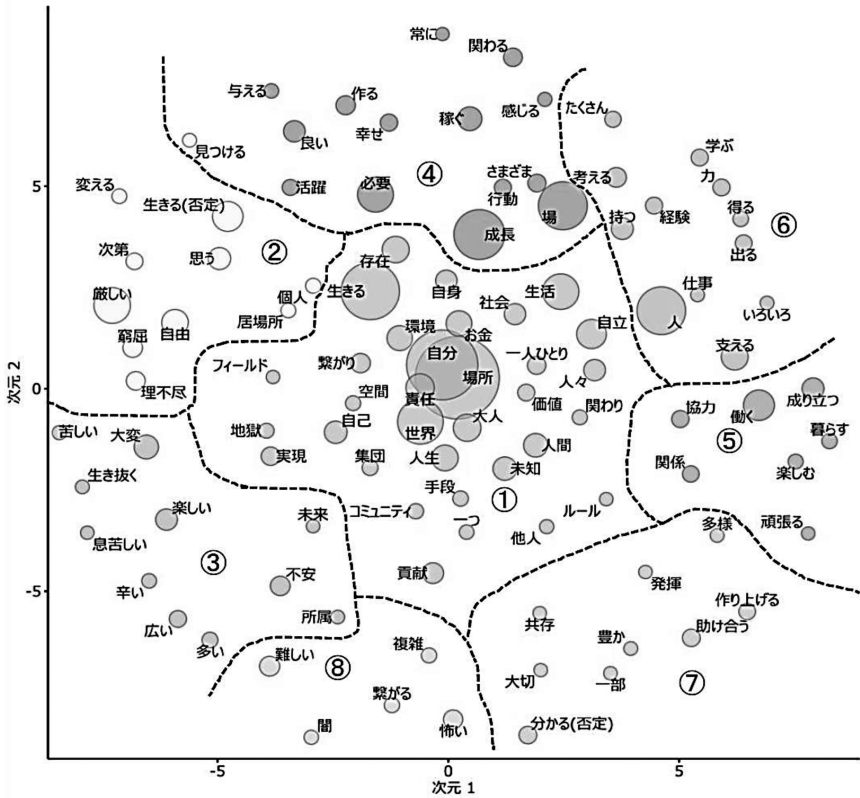 常に
関わる
与える
作る
たくさん
感じる
稼ぐ
幸せ
良い
見つける
学ぶ
④
さまざま
考える
力
変える
5
活躍
必要
行動
生きる(否定)
場
持つ
経験
得る
⑥
成長
②
出る
次第
思う
存在
仕事
厳しい
個人
生きる
自身
社会
生活
いろいろ
居場所
人
窮屈
自由
環境
お金
自立
支える
自分
一人ひとり
フィールド
繋がり
場所
人々
次元 2
0
理不尽
空間
責任
価値
関わり
協力
働く
成り立つ
苦しい
大変
地獄
自己
世界
大人
暮らす
⑤
実現
集団
人生
人間
未知
関係
楽しむ
生き抜く
手段
①
ルール
楽しい
未来
コミュニティ
一つ
他人
多様
頑張る
息苦しい
③
不安
貢献
発揮
-5
辛い
作り上げる
広い
所属
共存
助け合う
多い
豊か
難しい
⑧
複雑
大切
一部
⑦
繋がる
怖い
分かる(否定)
闇
-5
0
5
次元 1